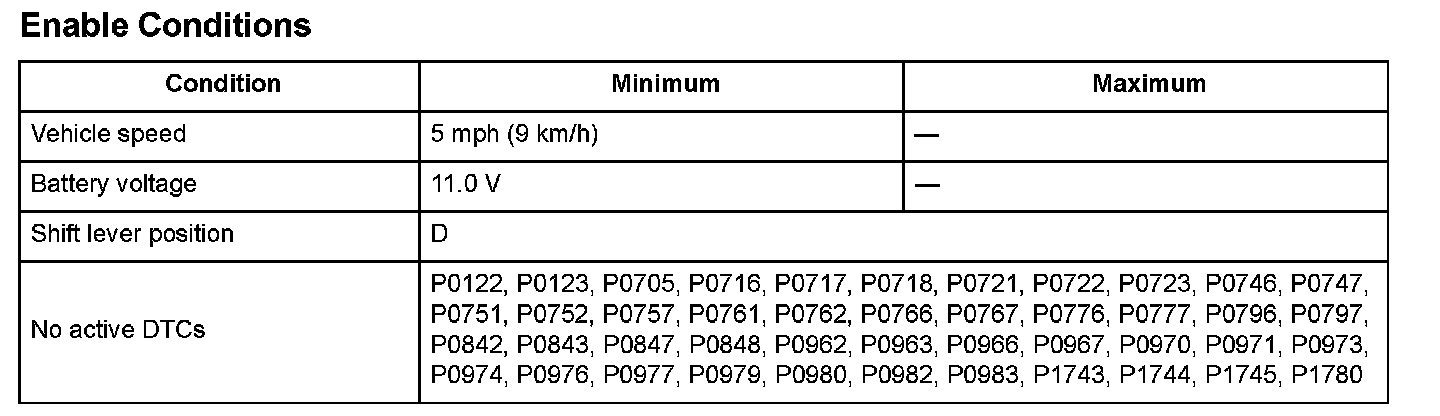 Enable Conditions
Condition Minimum Maximum
Vehicle speed 5 mph (9 km/h) —
Battery voltage 11.0 V —
Shift lever position D
No active DTCs
P0122, P0123, P0705, P0716, P0717, P0718, P0721, P0722, P0723, P0746, P0747,
P0751, P0752, P0757, P0761, P0762, P0766, P0767, P0776, P0777, P0796, P0797,
P0842, P0843, P0847, P0848, P0962, P0963, P0966, P0967, P0970, P0971, P0973,
P0974, P0976, P0977, P0979, P0980, P0982, P0983, P1743, P1744, P1745, P1780